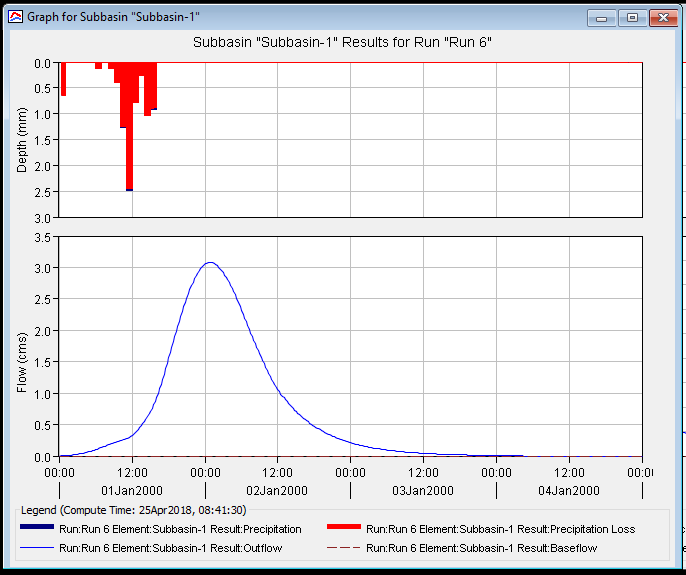 Graph for Subbasin "Subbasin-1"
Subbasin "Subbasin-1" Results for Run "Run 6"
Depth (mm)
0.0
0.5
1.0
1.5
2.0
2.5
3.0
Flow (cms)
3.5
3.0
2.5
2.0
1.5
1.0
0.5
0.0
00:00 12:00 00:00 12:00 00:00 12:00 00:00 12:00 00:0
01Jan2000 02Jan2000 03Jan2000 04Jan2000
Legend (Compute Time: 25Apr2018, 08:41:30)
Run:Run 6 Element:Subbasin-1 Result:Precipitation Run:Run 6 Element:Subbasin-1 Result:Precipitation Loss
Run:Run 6 Element:Subbasin-1 Result:Outflow Run:Run 6 Element:Subbasin-1 Result:Baseflow